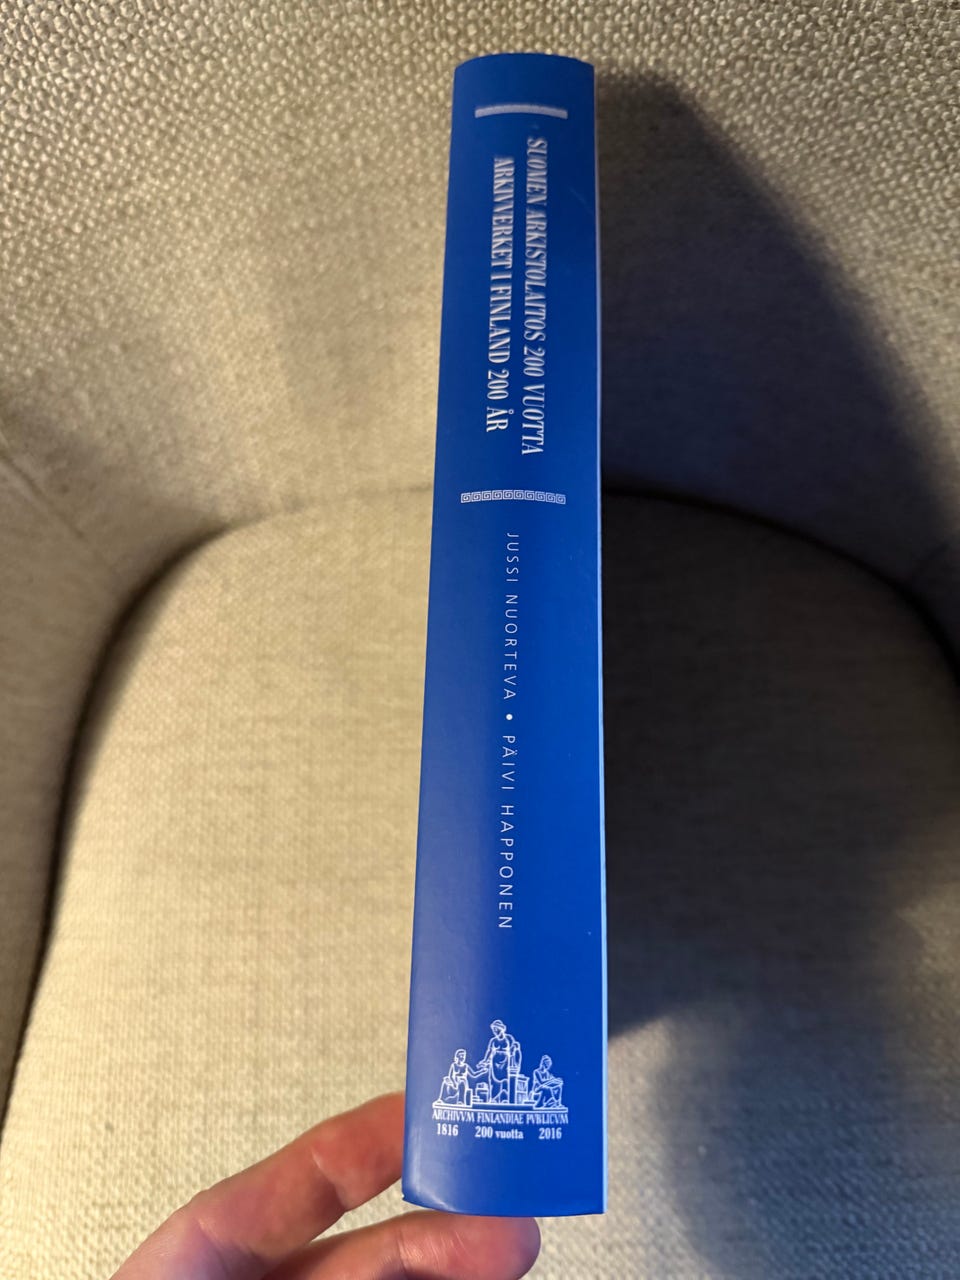 SUOMEN ARKISTOLAITOS 200 VUOTTA
ARKIVVERKET I FINLAND 200 ÅR
JUSSI NUORTEVA • PÄIVI HAPPONEN
ARCHIVVM FINLANDIAE PVBLICVM
1816 200 vuotta 2016